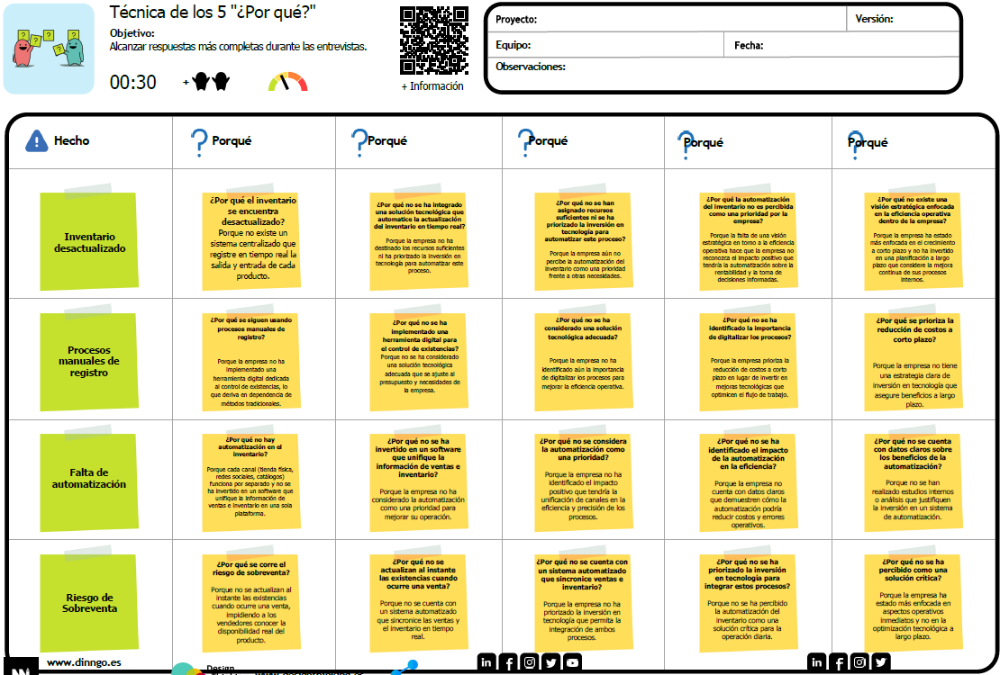 Técnica de los 5 "¿Por qué?"
Objetivo:
Alcanzar respuestas más completas durante las entrevistas.
00:30
+
+ Información
Proyecto:
Versión:
Equipo:
Fecha:
Observaciones:
Hecho
Porqué
Porqué
Porqué
Porqué
Porqué
Inventario
desactualizado
¿Por qué el inventario
se encuentra
desactualizado?
Porque no existe un
sistema centralizado que
registre en tiempo real la
salida y entrada de cada
producto.
¿Por qué no se ha integrado
una solución tecnológica que
automatice la actualización
del inventario en tiempo real?
Porque la empresa no ha
destinado los recursos suficientes
ni ha priorizado la inversión en
tecnología para automatizar este
proceso.
¿Por qué no se han
asignado recursos
suficientes ni se ha
priorizado la inversión en
tecnología para
automatizar este proceso?
Porque la empresa aún no
percibe la automatización del
inventario como una prioridad
frente a otras necesidades.
¿Por qué la automatización
del inventario no es percibida
como una prioridad por la
empresa?
Porque la falta de una visión
estratégica en torno a la eficiencia
operativa hace que la empresa no
reconozca el impacto positivo que
tendría la automatización sobre la
rentabilidad y la toma de
decisiones informadas.
¿Por qué no existe una
visión estratégica enfocada
en la eficiencia operativa
dentro de la empresa?
Porque la empresa ha estado
más enfocada en el crecimiento
a corto plazo y no ha invertido
en una planificación a largo
plazo que considere la mejora
continua de sus procesos
internos.
Procesos
manuales de
registro
¿Por qué se siguen usando
procesos manuales de
registro?
Porque la empresa no ha
implementado una
herramienta digital dedicada
al control de existencias, lo
que deriva en dependencia de
métodos tradicionales.
¿Por qué no se ha
implementado una
herramienta digital para
el control de existencias?
Porque no se ha considerado
una solución tecnológica
adecuada que se ajuste al
presupuesto y necesidades de
la empresa.
¿Por qué no se ha
considerado una solución
tecnológica adecuada?
Porque la empresa no ha
identificado aún la importancia
de digitalizar los procesos para
mejorar la eficiencia operativa.
¿Por qué no se ha
identificado la importancia
de digitalizar los procesos?
Porque la empresa prioriza la
reducción de costos a corto
plazo en lugar de invertir en
mejoras tecnológicas que
optimicen el flujo de trabajo.
¿Por qué se prioriza la
reducción de costos a
corto plazo?
Porque la empresa no tiene
una estrategia clara de
inversión en tecnología que
asegure beneficios a largo
plazo.
Falta de
automatización
¿Por qué no hay
automatización en el
inventario?
Porque cada canal (tienda física,
redes sociales, catálogos)
funciona por separado y no se
ha invertido en un software que
unifique la información de
ventas e inventario en una sola
plataforma.
¿Por qué no se ha
invertido en un software
que unifique la
información de ventas e
inventario?
Porque la empresa no ha
considerado la automatización
como una prioridad para
mejorar su operación.
¿Por qué no se considera
la automatización como
una prioridad?
Porque la empresa no ha
identificado el impacto
positivo que tendría la
unificación de canales en la
eficiencia y precisión de los
procesos.
¿Por qué no se ha
identificado el impacto
de la automatización
en la eficiencia?
Porque la empresa no
cuenta con datos claros
que demuestren cómo la
automatización podría
reducir costos y errores
operativos.
¿Por qué no se cuenta
con datos claros sobre
los beneficios de la
automatización?
Porque no se han
realizado estudios internos
o análisis que justifiquen
la inversión en un sistema
de automatización.
Riesgo de
Sobreventa
¿Por qué se corre el
riesgo de sobreventa?
Porque no se actualizan al
instante las existencias
cuando ocurre una venta,
impidiendo a los
vendedores conocer la
disponibilidad real del
producto.
¿Por qué no se
actualizan al instante
las existencias cuando
ocurre una venta?
Porque no se cuenta con
un sistema automatizado
que sincronice las ventas y
el inventario en tiempo
real.
¿Por qué no se cuenta con
un sistema automatizado
que sincronice ventas e
inventario?
Porque la empresa no ha
priorizado la inversión en
tecnología que permita la
integración de ambos
procesos.
¿Por qué no se ha
priorizado la inversión
en tecnología para
integrar estos procesos?
Porque no se ha percibido
la automatización del
inventario como una
solución crítica para la
operación diaria.
¿Por qué no se ha
percibido como una
solución crítica?
Porque la empresa ha
estado más enfocada en
aspectos operativos
inmediatos y no en la
optimización tecnológica a
largo plazo.
www.dinngo.es
Design
www.designthinking.es